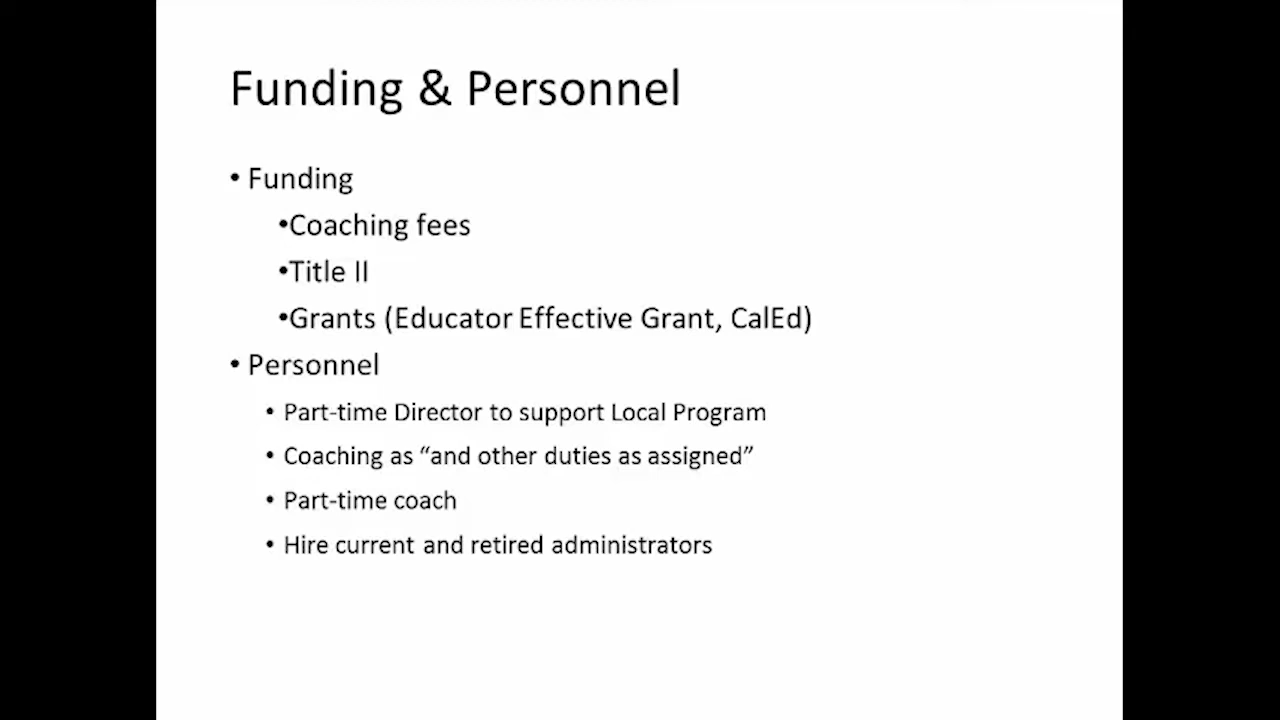 Funding & Personnel
• Funding
•Coaching fees
•Title II
•Grants (Educator Effective Grant, CalEd)
• Personnel
• Part-time Director to support Local Program
• Coaching as “and other duties as assigned”
• Part-time coach
• Hire current and retired administrators